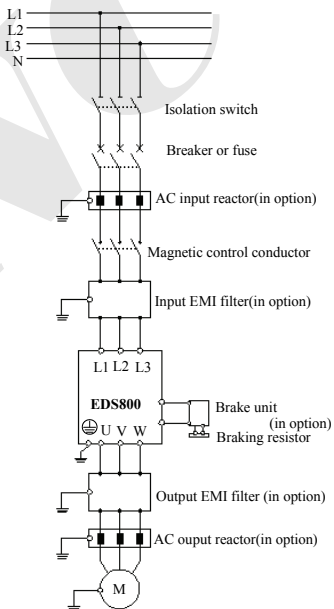 L1
L2
L3
N
Isolation switch
Breaker or fuse
AC input reactor(in option)
Magnetic control conductor
Input EMI filter(in option)
L1 L2 L3
EDS800
Brake unit
(in option)
Braking resistor
U V W
Output EMI filter (in option)
AC ouput reactor(in option)
M